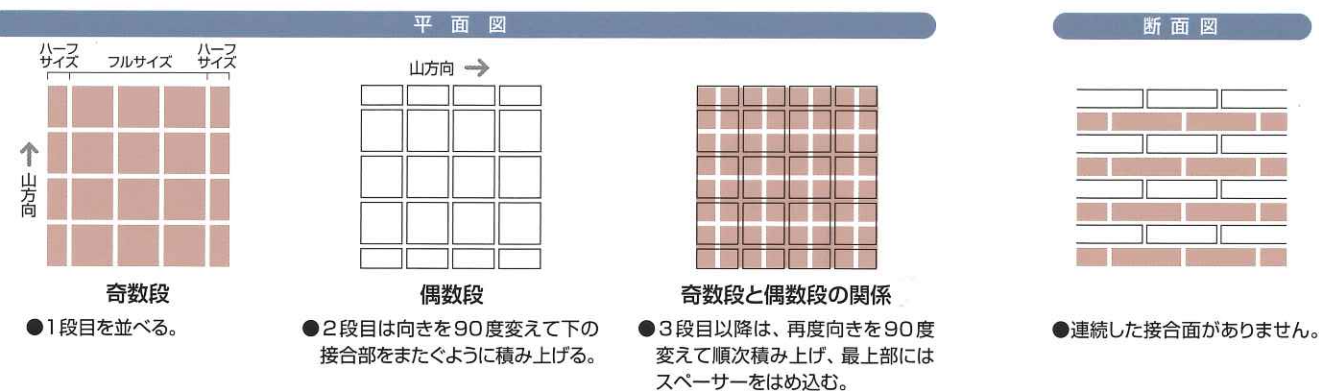 平面図
断面図
ハーフ
サイズ
フルサイズ
ハーフ
サイズ
山方向
山方向
奇数段
偶数段
奇数段と偶数段の関係
●1段目を並べる。
●2段目は向きを90度変えて下の
接合部をまたぐように積み上げる。
●3段目以降は、再度向きを90度
変えて順次積み上げ、最上部には
スペーサーをはめ込む。
●連続した接合面がありません。